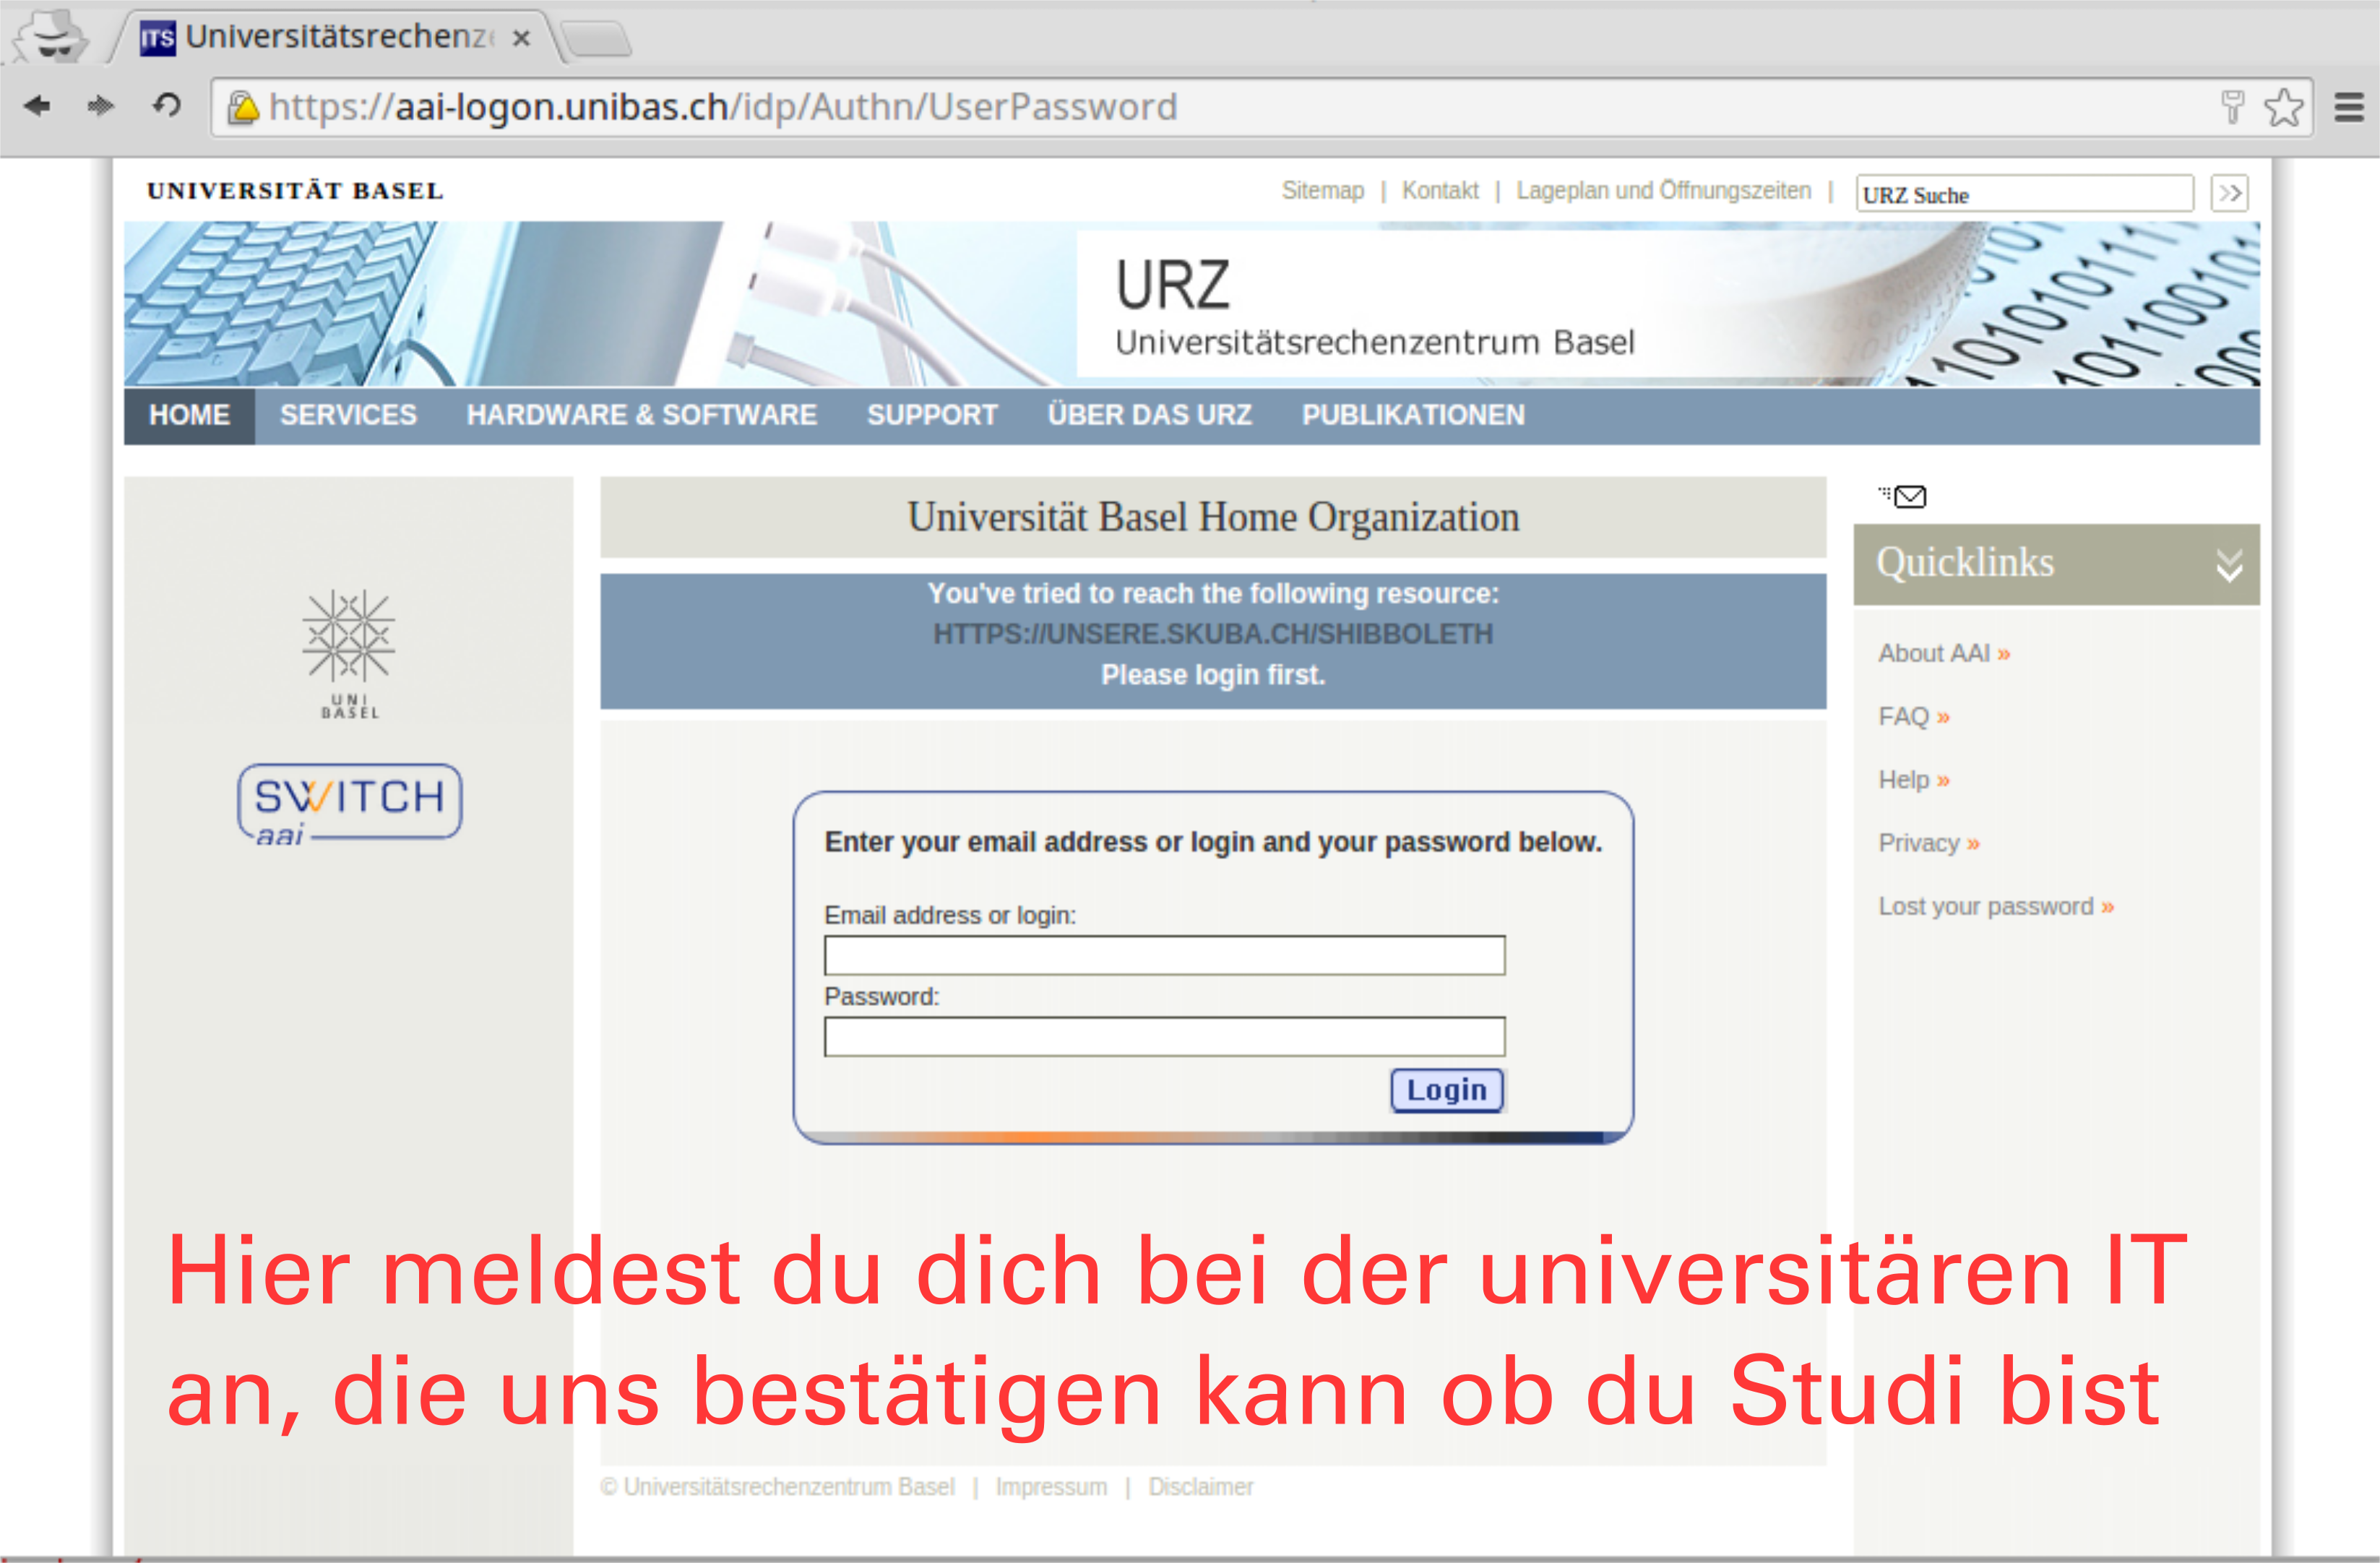 ITS Universitätsrechenz
https://aai-logon.unibas.ch/idp/Authn/UserPassword
UNIVERSITÄT BASEL
Sitemap | Kontakt | Lageplan und Öffnungszeiten |
URZ Suche
URZ
Universitätsrechenzentrum Basel
HOME SERVICES HARDWARE & SOFTWARE SUPPORT ÜBER DAS URZ PUBLIKATIONEN
Universität Basel Home Organization
You've tried to reach the following resource:
HTTPS://UNSERE.SKUBA.CH/SHIBBOLETH
Please login first.
UNI
BASEL
SWITCH
aai
Enter your email address or login and your password below.
Email address or login:
Password:
Login
Quicklinks
About AAI »
FAQ »
Help »
Privacy »
Lost your password »
Hier meldest du dich bei der universitären IT
an, die uns bestätigen kann ob du Studi bist
© Universitätsrechenzentrum Basel | Impressum | Disclaimer